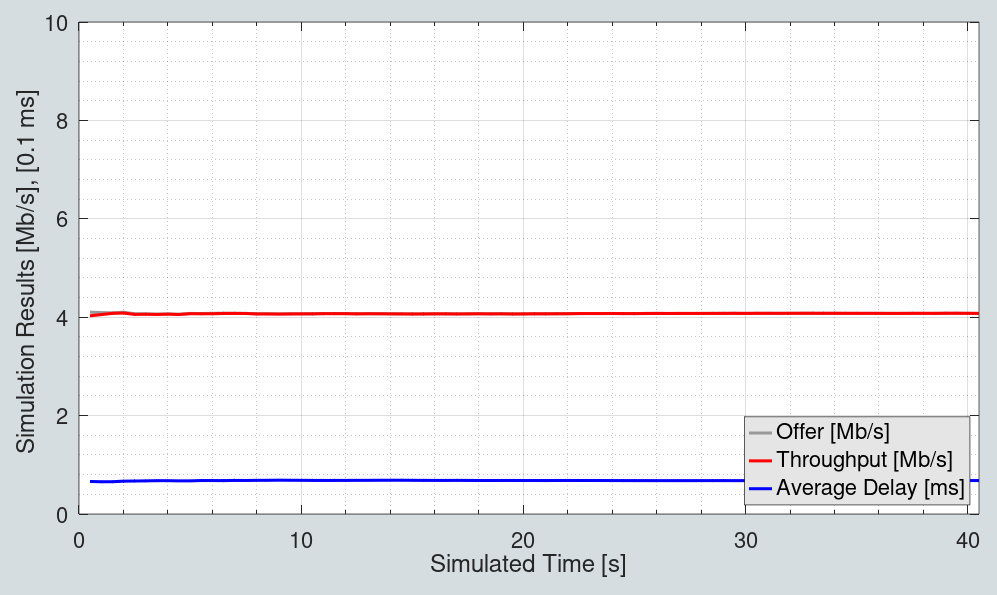 10
8
6
4
2
0
Simulation Results [Mb/s], [0.1 ms]
Offer [Mb/s]
Throughput [Mb/s]
Average Delay [ms]
0 10 20 30 40
Simulated Time [s]